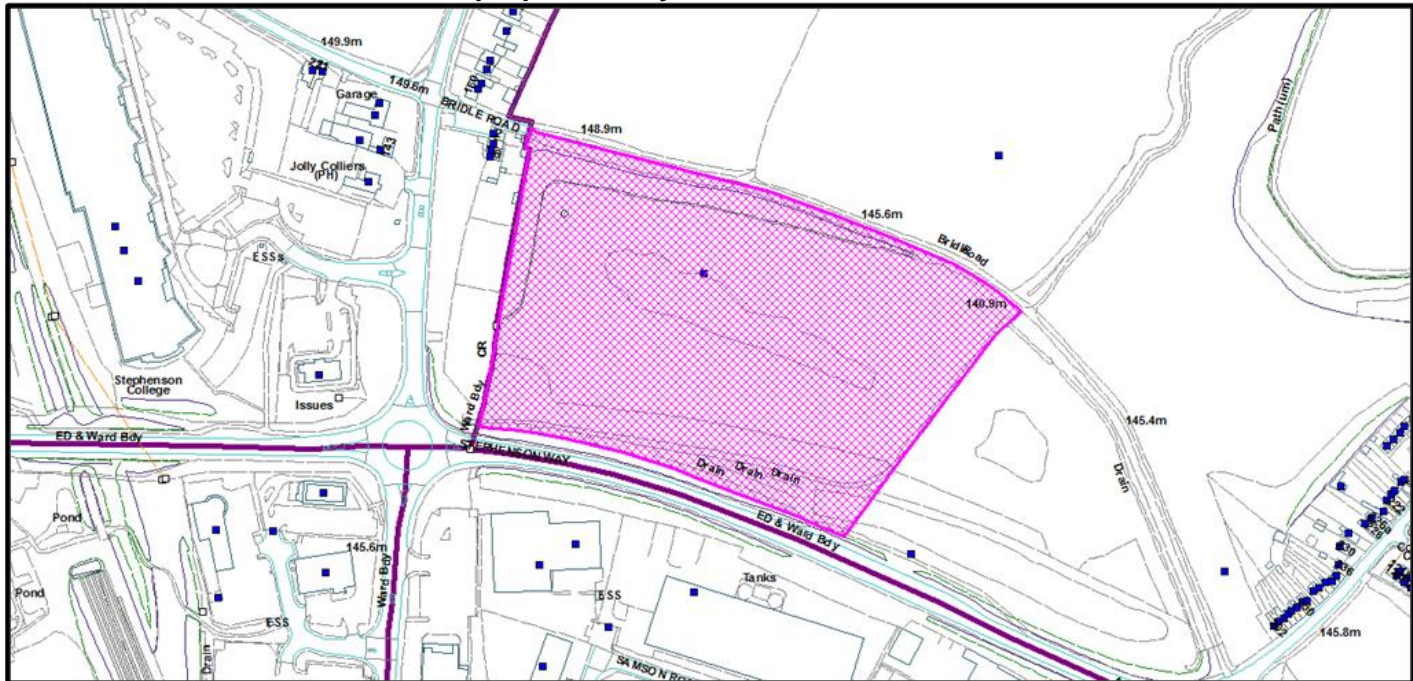 149.9m
149.6m
Garage
BRIDLE ROAD
148.9m
Path (um)
143
Jolly Colliers
(PH)
145.6m
Bridle Road
ESSs
140.9m
CR
Stephenson
College
Issues
Ward Bdy
145.4m
ED & Ward Bdy
STEPHENSON WAY
Drain Drain Drain
Drain
ED & Ward Bdy
Pond
145.6m
Ward Bdy
Tanks
Pond
ESS
ESS
Drain
145.8m